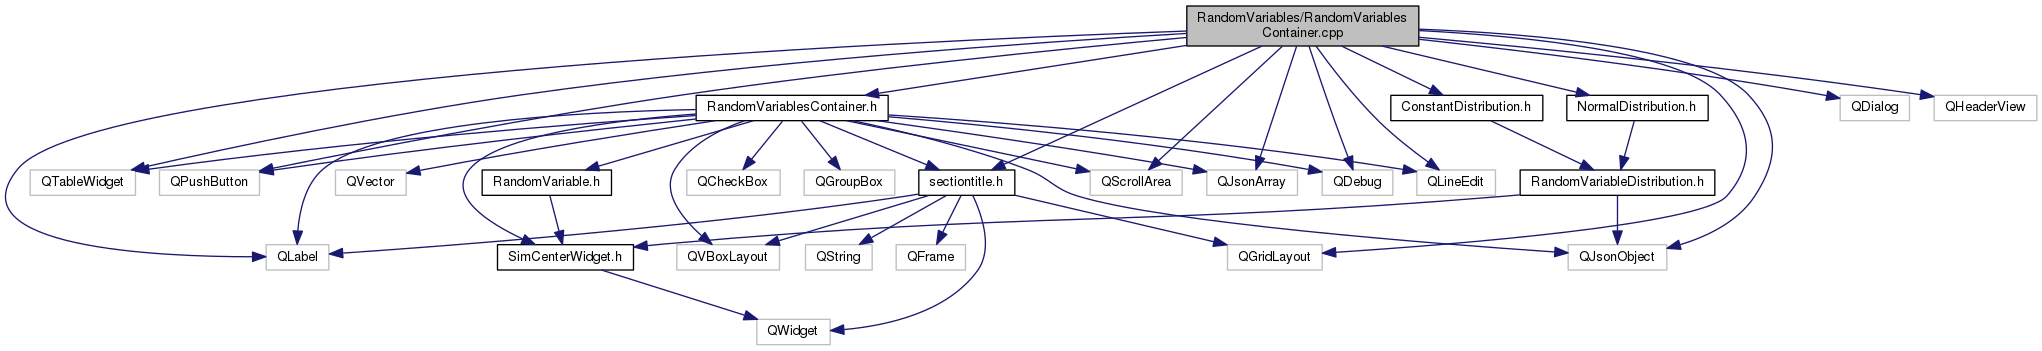 RandomVariables/RandomVariables
Container.cpp
RandomVariablesContainer.h
ConstantDistribution.h
NormalDistribution.h
QDialog
QHeaderView
QTableWidget
QPushButton
QVector
RandomVariable.h
QCheckBox
QGroupBox
sectiontitle.h
QScrollArea
QJsonArray
QDebug
QLineEdit
RandomVariableDistribution.h
QLabel
SimCenterWidget.h
QVBoxLayout
QString
QFrame
QGridLayout
QJsonObject
QWidget